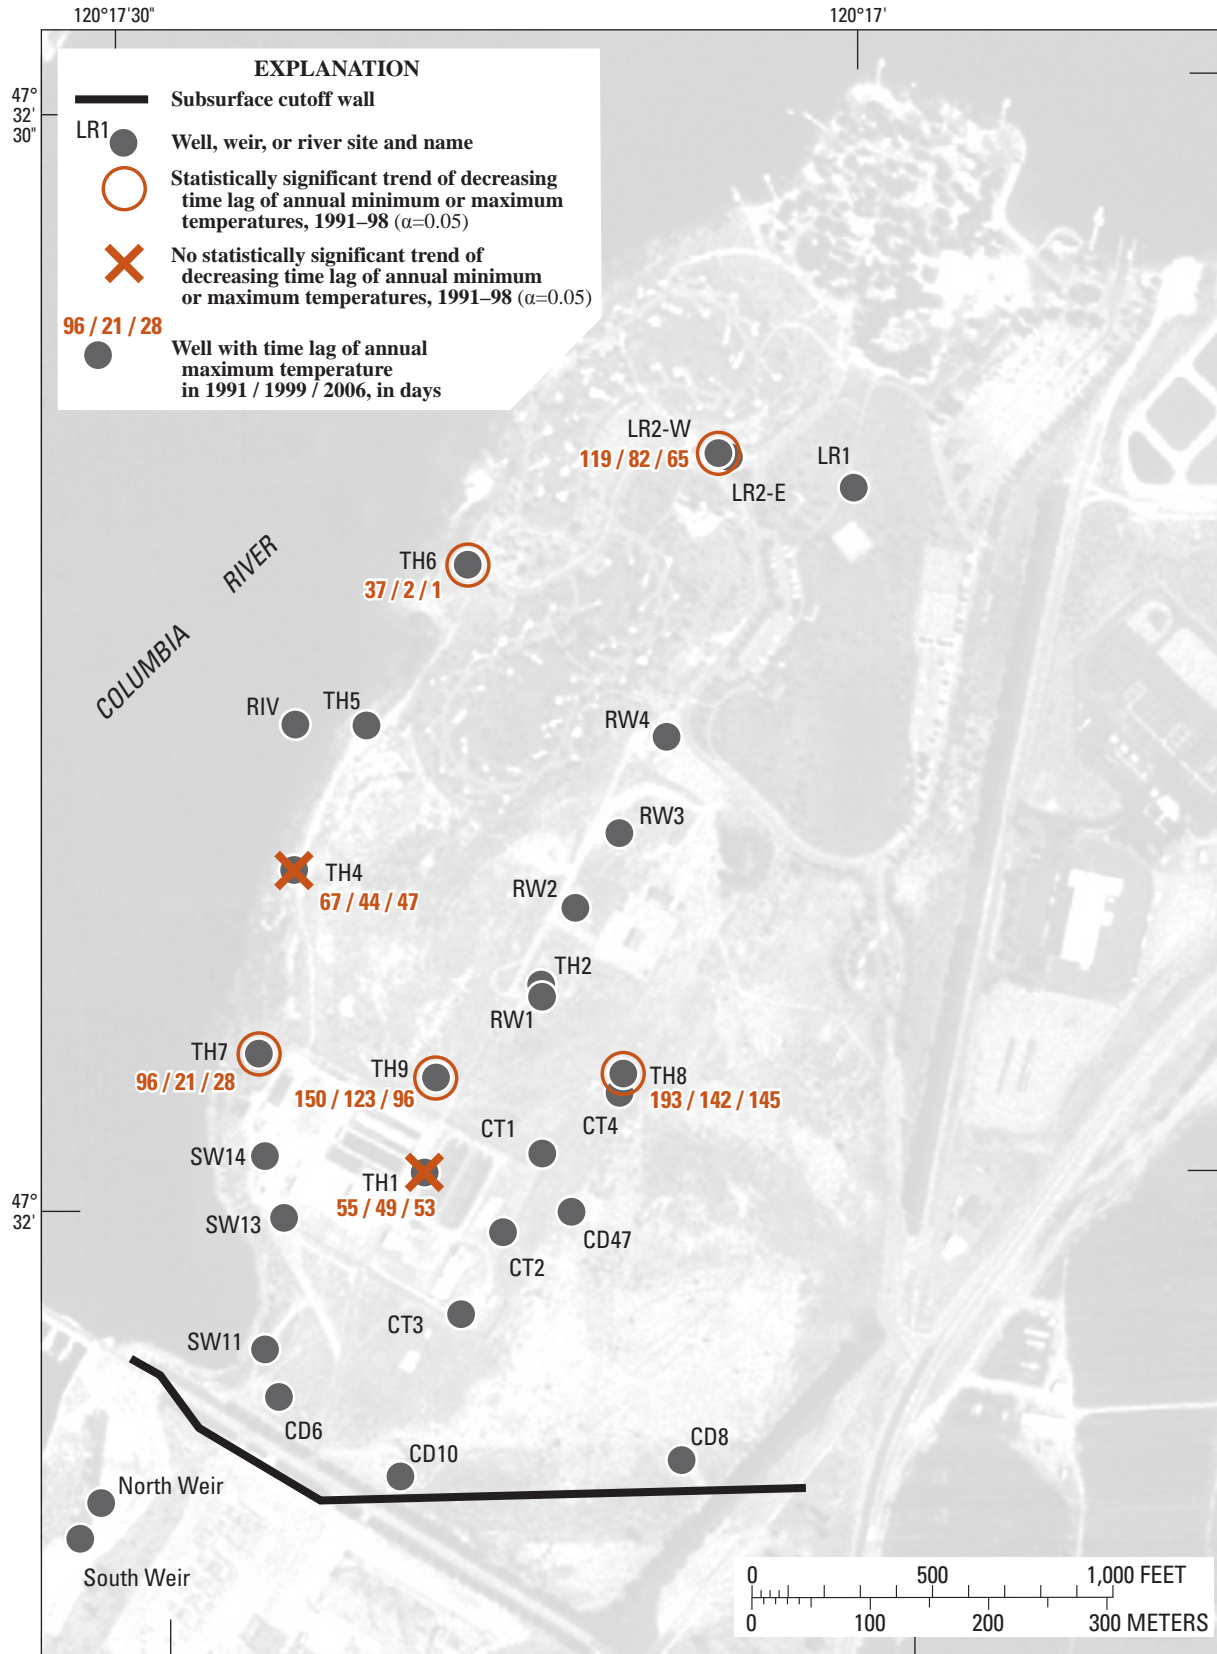 120°17'30"
120°17'
47°
32'
30"
EXPLANATION
Subsurface cutoff wall
LR1
Well, weir, or river site and name
Statistically significant trend of decreasing
time lag of annual minimum or maximum
temperatures, 1991–98 (α=0.05)
No statistically significant trend of
decreasing time lag of annual minimum
or maximum temperatures, 1991–98 (α=0.05)
96 / 21 / 28
Well with time lag of annual
maximum temperature
in 1991 / 1999 / 2006, in days
LR2-W
119 / 82 / 65
LR2-E
LR1
COLUMBIA RIVER
TH6
37 / 2 / 1
RIV
TH5
RW4
RW3
TH4
67 / 44 / 47
RW2
TH2
RW1
TH7
96 / 21 / 28
TH9
150 / 123 / 96
TH8
193 / 142 / 145
CT4
CT1
SW14
TH1
55 / 49 / 53
47°
32'
SW13
CD47
CT2
CT3
SW11
CD6
CD10
CD8
North Weir
South Weir
0 500 1,000 FEET
0 100 200 300 METERS